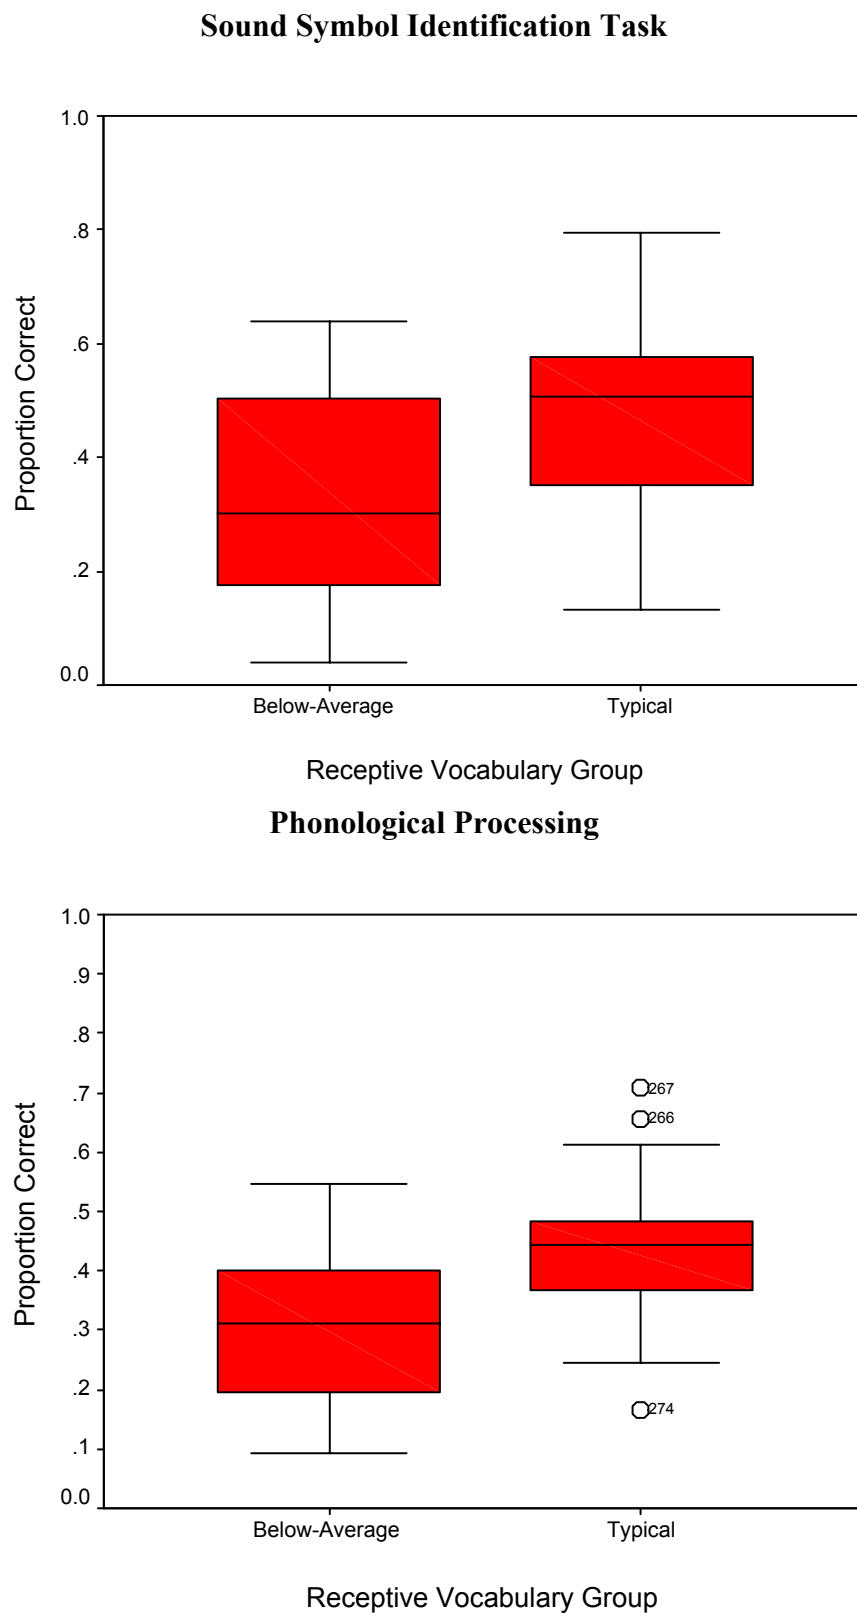 Sound Symbol Identification Task
1.0
.8
.6
.4
.2
0.0
Proportion Correct
Below-Average
Typical
Receptive Vocabulary Group
Phonological Processing
1.0
.9
.8
.7
.6
.5
.4
.3
.2
.1
0.0
Proportion Correct
267
266
274
Below-Average
Typical
Receptive Vocabulary Group